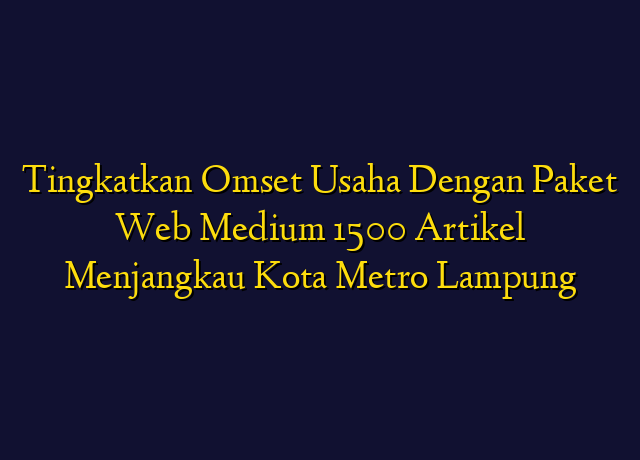 Tingkatkan Omset Usaha Dengan Paket
Web Medium 1500 Artikel
Menjangkau Kota Metro Lampung